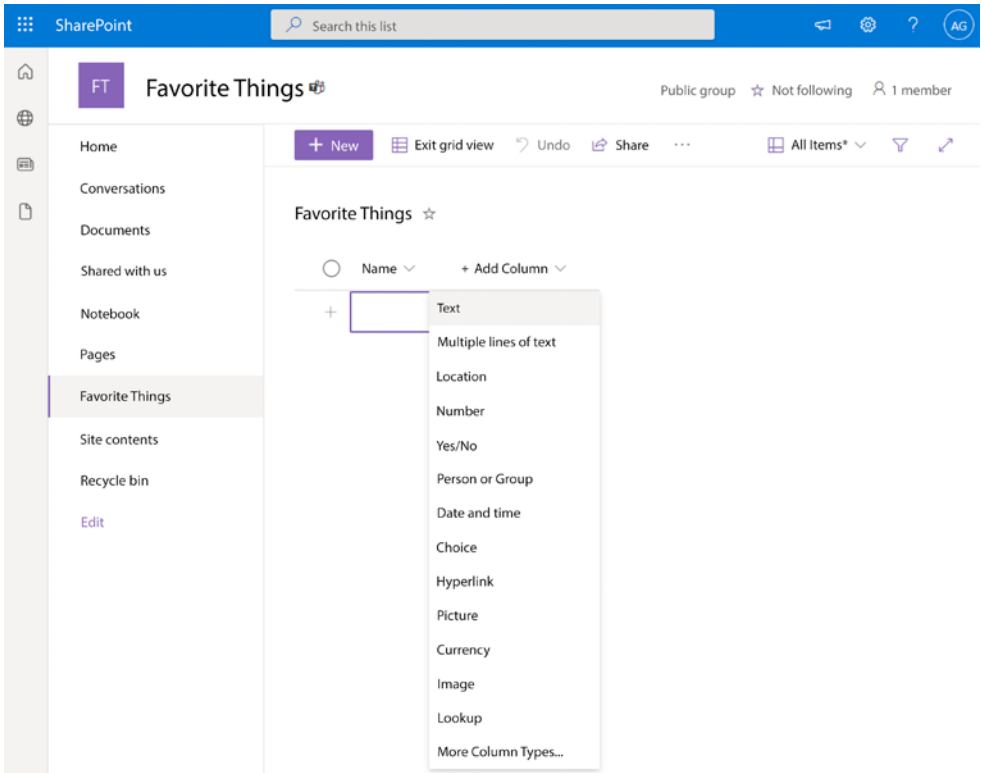 SharePoint
Search this list
?
AG
FT
Favorite Things
Public group
Not following
1 member
Home
Conversations
Documents
Shared with us
Notebook
Pages
Favorite Things
Site contents
Recycle bin
Edit
+ New
Exit grid view
Undo
Share
...
All Items*
Favorite Things
Name
+ Add Column
+
Text
Multiple lines of text
Location
Number
Yes/No
Person or Group
Date and time
Choice
Hyperlink
Picture
Currency
Image
Lookup
More Column Types...